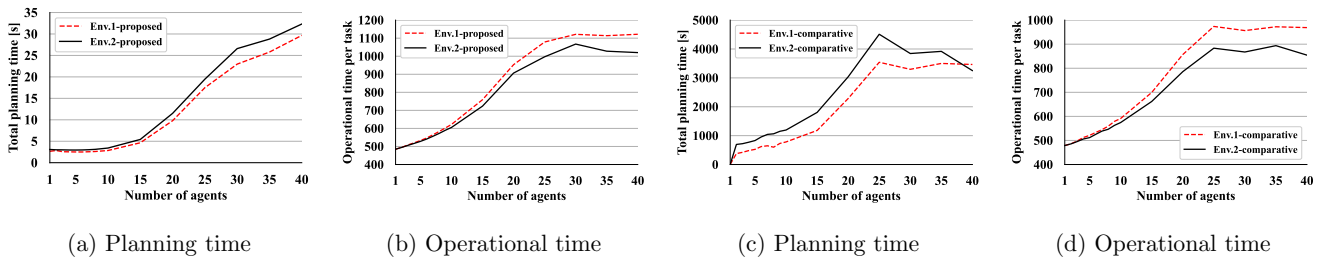 Total planning time [s]
35
30
25
20
15
10
5
0
Env.1-proposed
Env.2-proposed
1 5 10 15 20 25 30 35 40
Number of agents
(a) Planning time
Operational time per task
1200
1100
1000
900
800
700
600
500
400
Env.1-proposed
Env.2-proposed
1 5 10 15 20 25 30 35 40
Number of agents
(b) Operational time
Total planning time [s]
5000
4000
3000
2000
1000
0
Env.1-comparative
Env.2-comparative
1 5 10 15 20 25 30 35 40
Number of agents
(c) Planning time
Operational time per task
1000
900
800
700
600
500
400
Env.1-comparative
Env.2-comparative
1 5 10 15 20 25 30 35 40
Number of agents
(d) Operational time